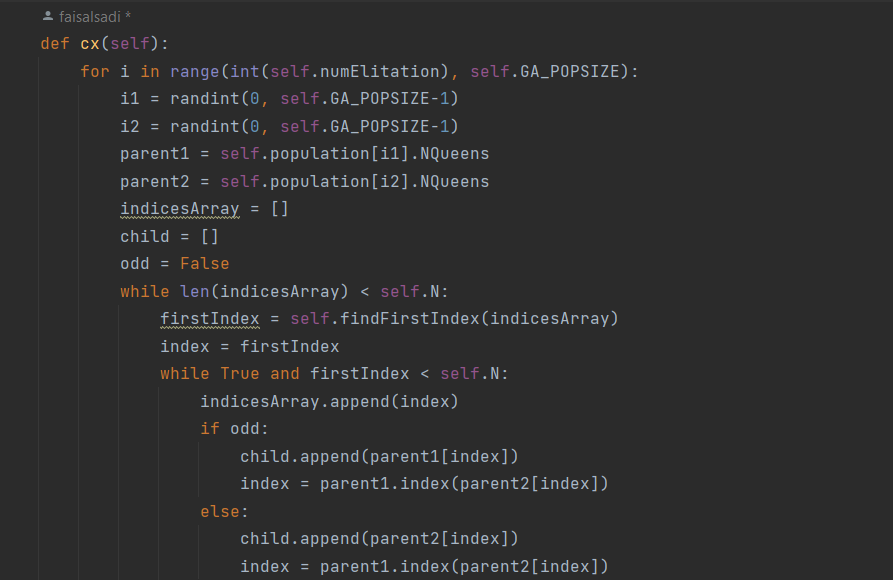 faisalsadi *
def cx(self):
    for i in range(int(self.numElitation), self.GA_POPSIZE):
        i1 = randint(0, self.GA_POPSIZE-1)
        i2 = randint(0, self.GA_POPSIZE-1)
        parent1 = self.population[i1].NQueens
        parent2 = self.population[i2].NQueens
        indicesArray = []
        child = []
        odd = False
        while len(indicesArray) < self.N:
            firstIndex = self.findFirstIndex(indicesArray)
            index = firstIndex
            while True and firstIndex < self.N:
                indicesArray.append(index)
                if odd:
                    child.append(parent1[index])
                    index = parent1.index(parent2[index])
                else:
                    child.append(parent2[index])
                    index = parent1.index(parent2[index])